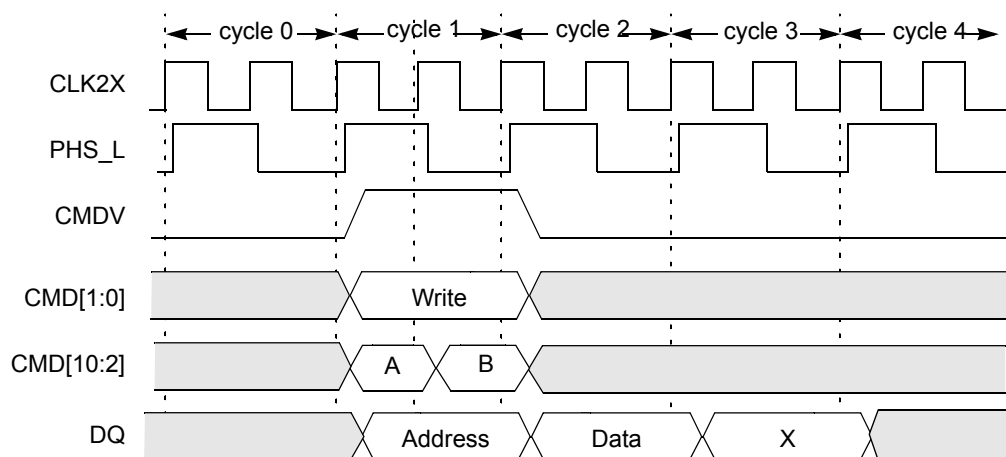 cycle 0 cycle 1 cycle 2 cycle 3 cycle 4
CLK2X
PHS_L
CMDV
CMD[1:0] Write
CMD[10:2] A B
DQ Address Data X